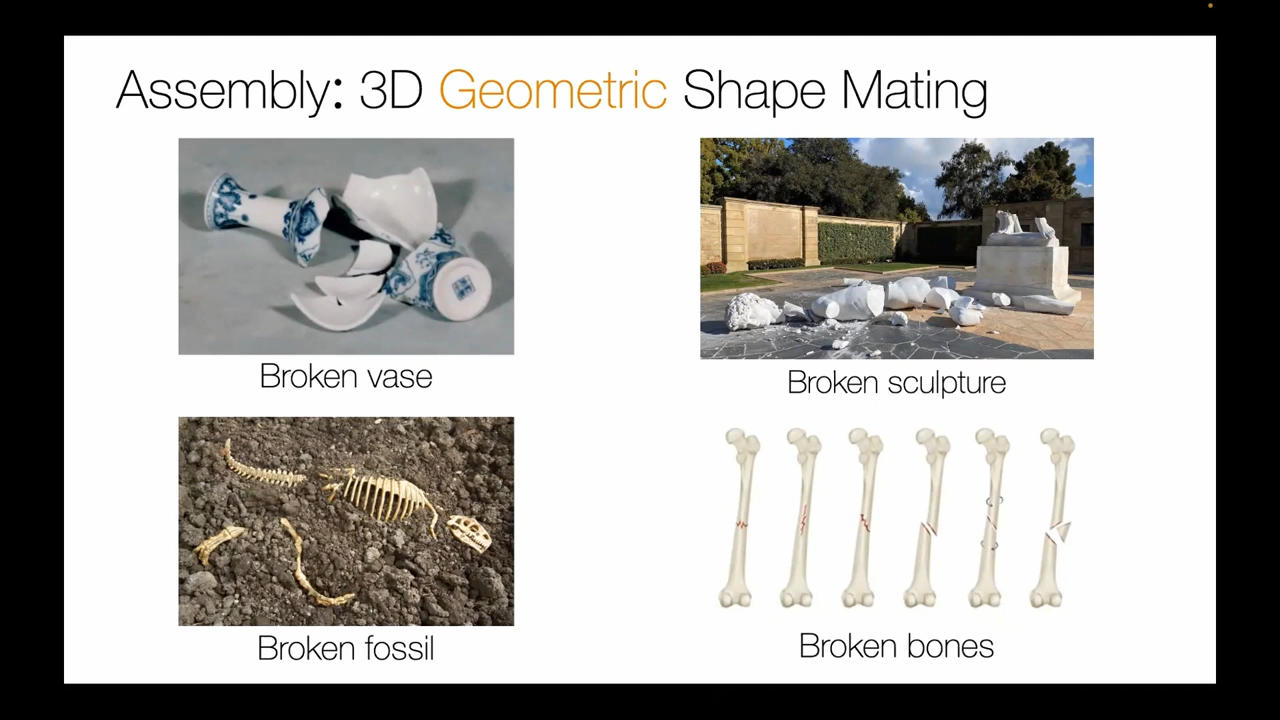 Assembly: 3D Geometric Shape Mating
Broken vase
Broken sculpture
Broken fossil
Broken bones